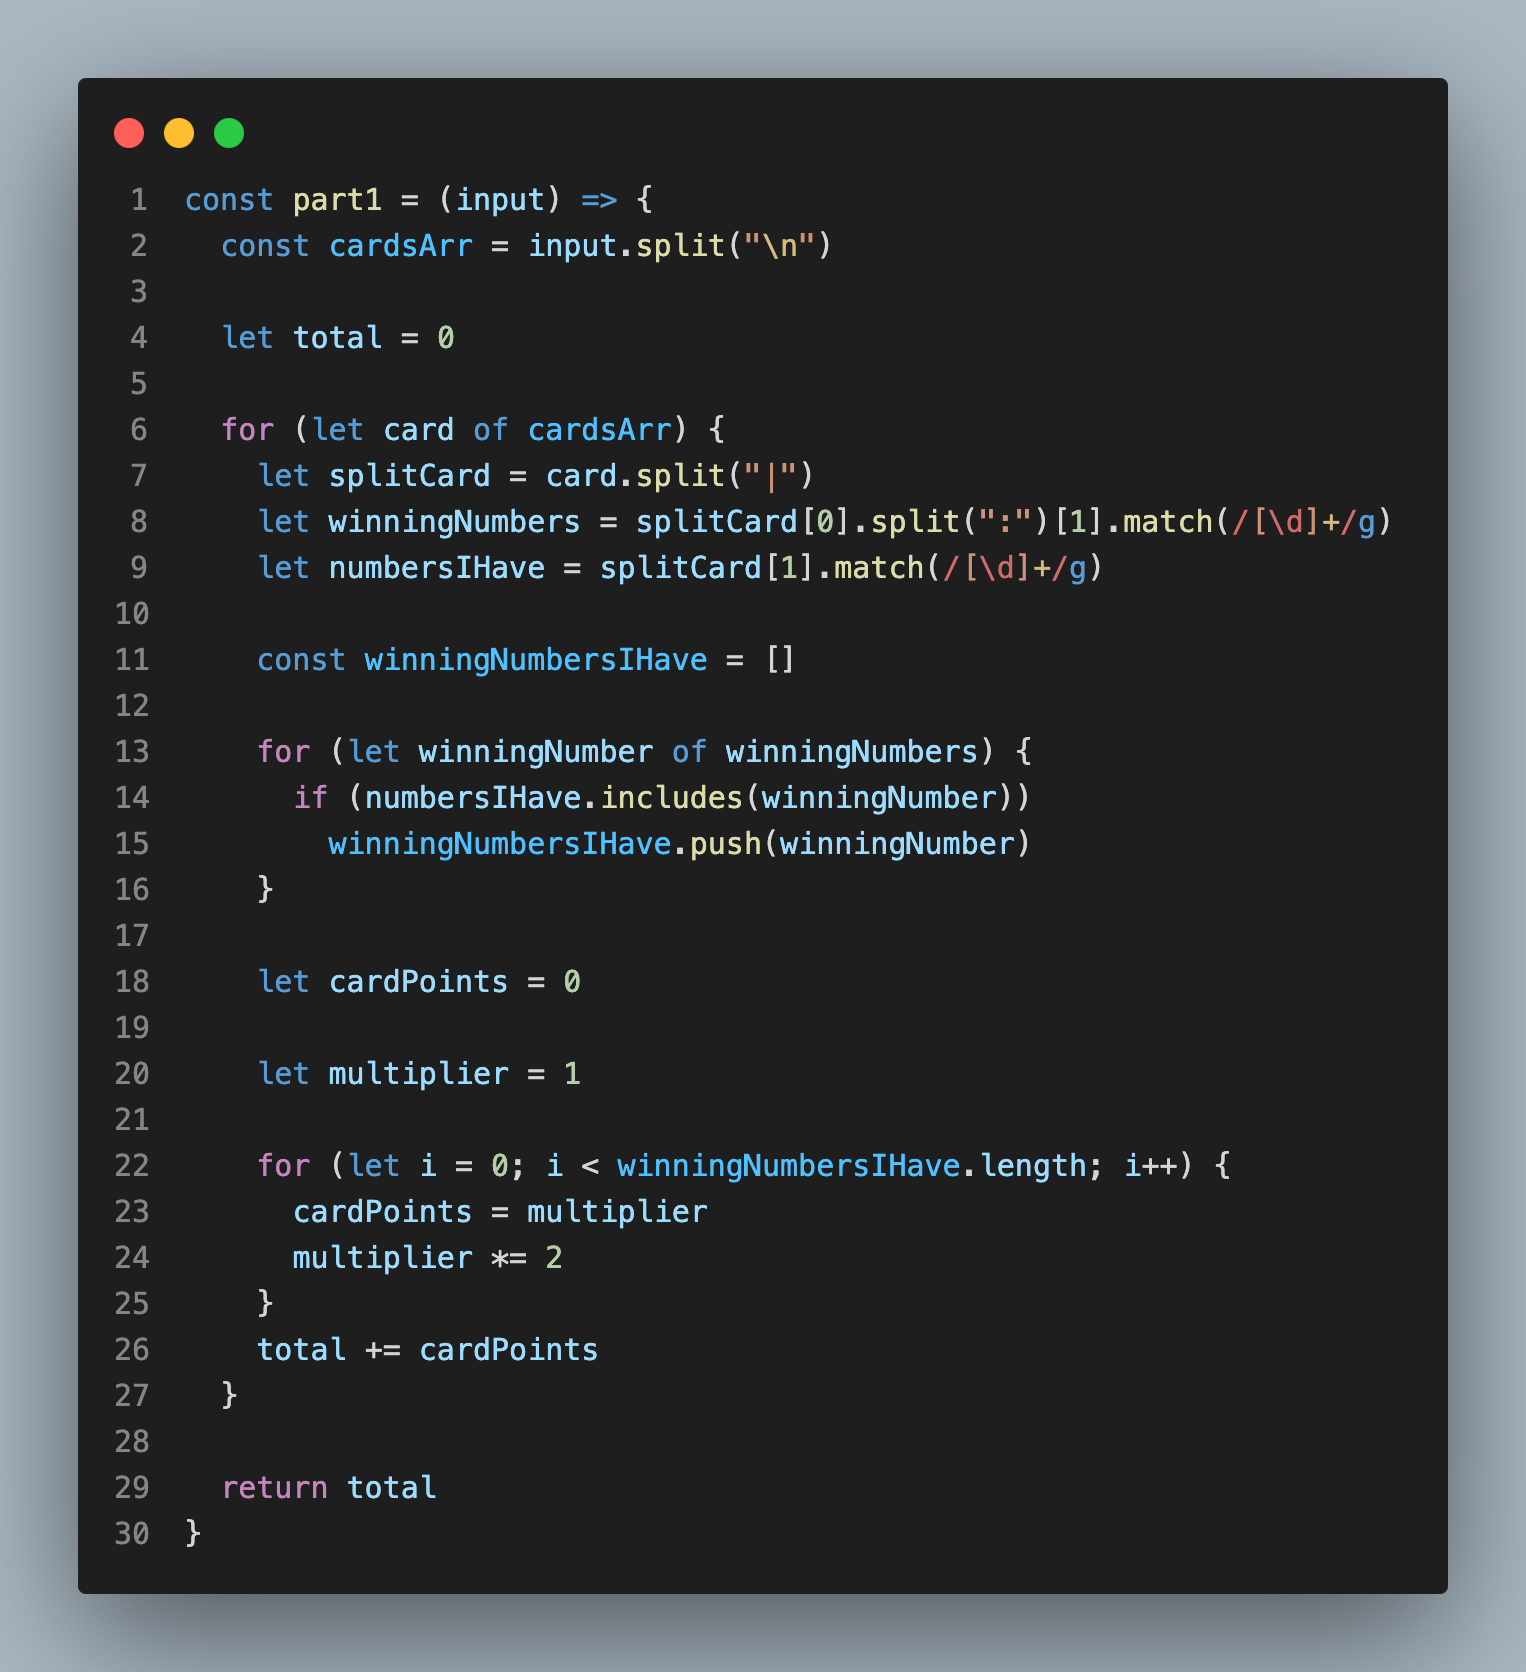 1 const part1 = (input) => {
2   const cardsArr = input.split("\n")
3
4   let total = 0
5
6   for (let card of cardsArr) {
7     let splitCard = card.split("|")
8     let winningNumbers = splitCard[0].split(":")[1].match(/[\d]+/g)
9     let numbersIHave = splitCard[1].match(/[\d]+/g)
10
11     const winningNumbersIHave = []
12
13     for (let winningNumber of winningNumbers) {
14       if (numbersIHave.includes(winningNumber))
15         winningNumbersIHave.push(winningNumber)
16     }
17
18     let cardPoints = 0
19
20     let multiplier = 1
21
22     for (let i = 0; i < winningNumbersIHave.length; i++) {
23       cardPoints = multiplier
24       multiplier *= 2
25     }
26     total += cardPoints
27   }
28
29   return total
30 }